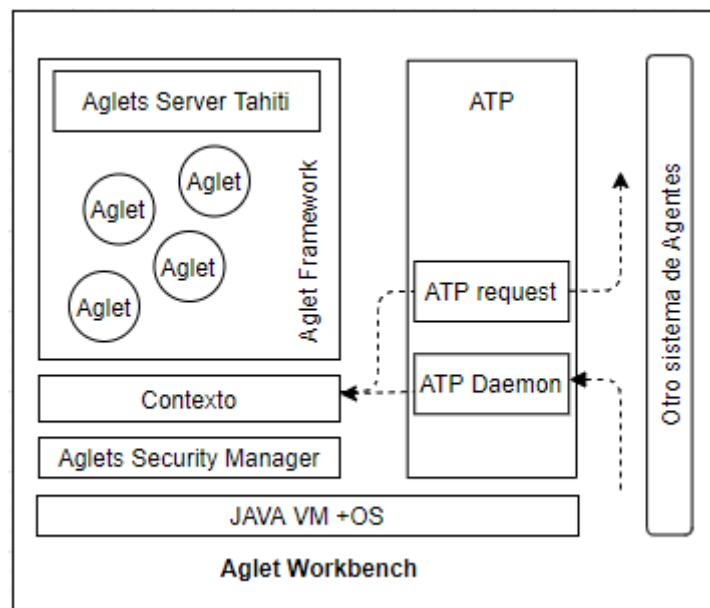 Aglets Server Tahiti
Aglet
Aglet
Aglet
Aglet
Aglet Framework
Contexto
Aglets Security Manager
ATP
ATP request
ATP Daemon
Otro sistema de Agentes
JAVA VM +OS
Aglet Workbench